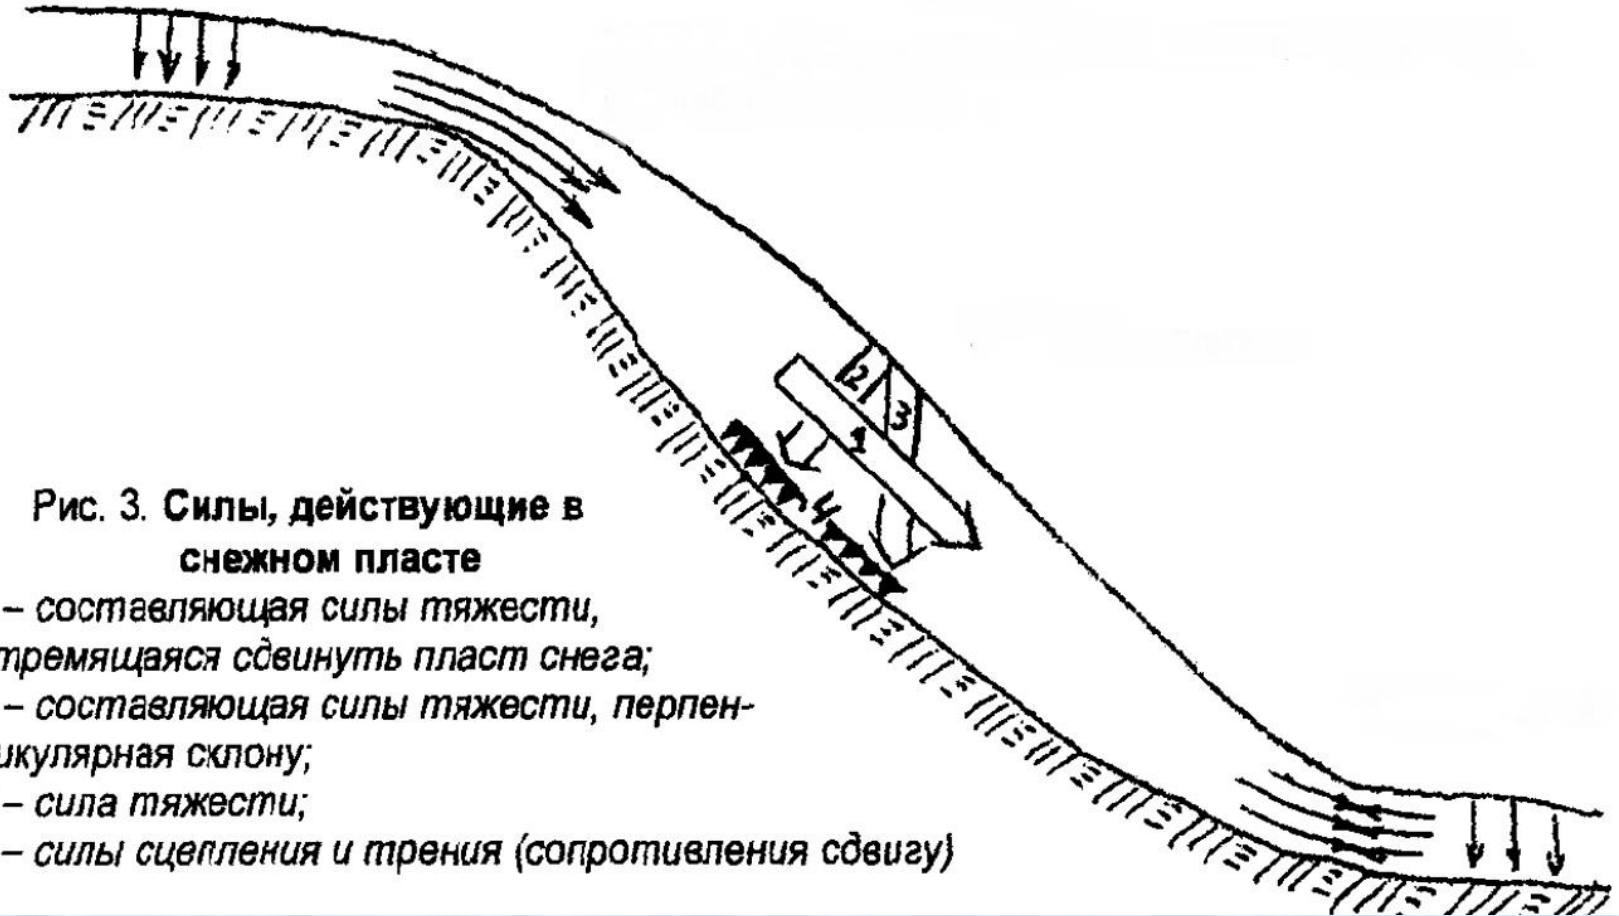 2
3
1
4
Рис. 3. Силы, действующие в
снежном пласте
– составляющая силы тяжести,
тремящаяся сдвинуть пласт снега;
– составляющая силы тяжести, перпен-
икулярная склону;
– сила тяжести;
– силы сцепления и трения (сопротивления сдвигу)